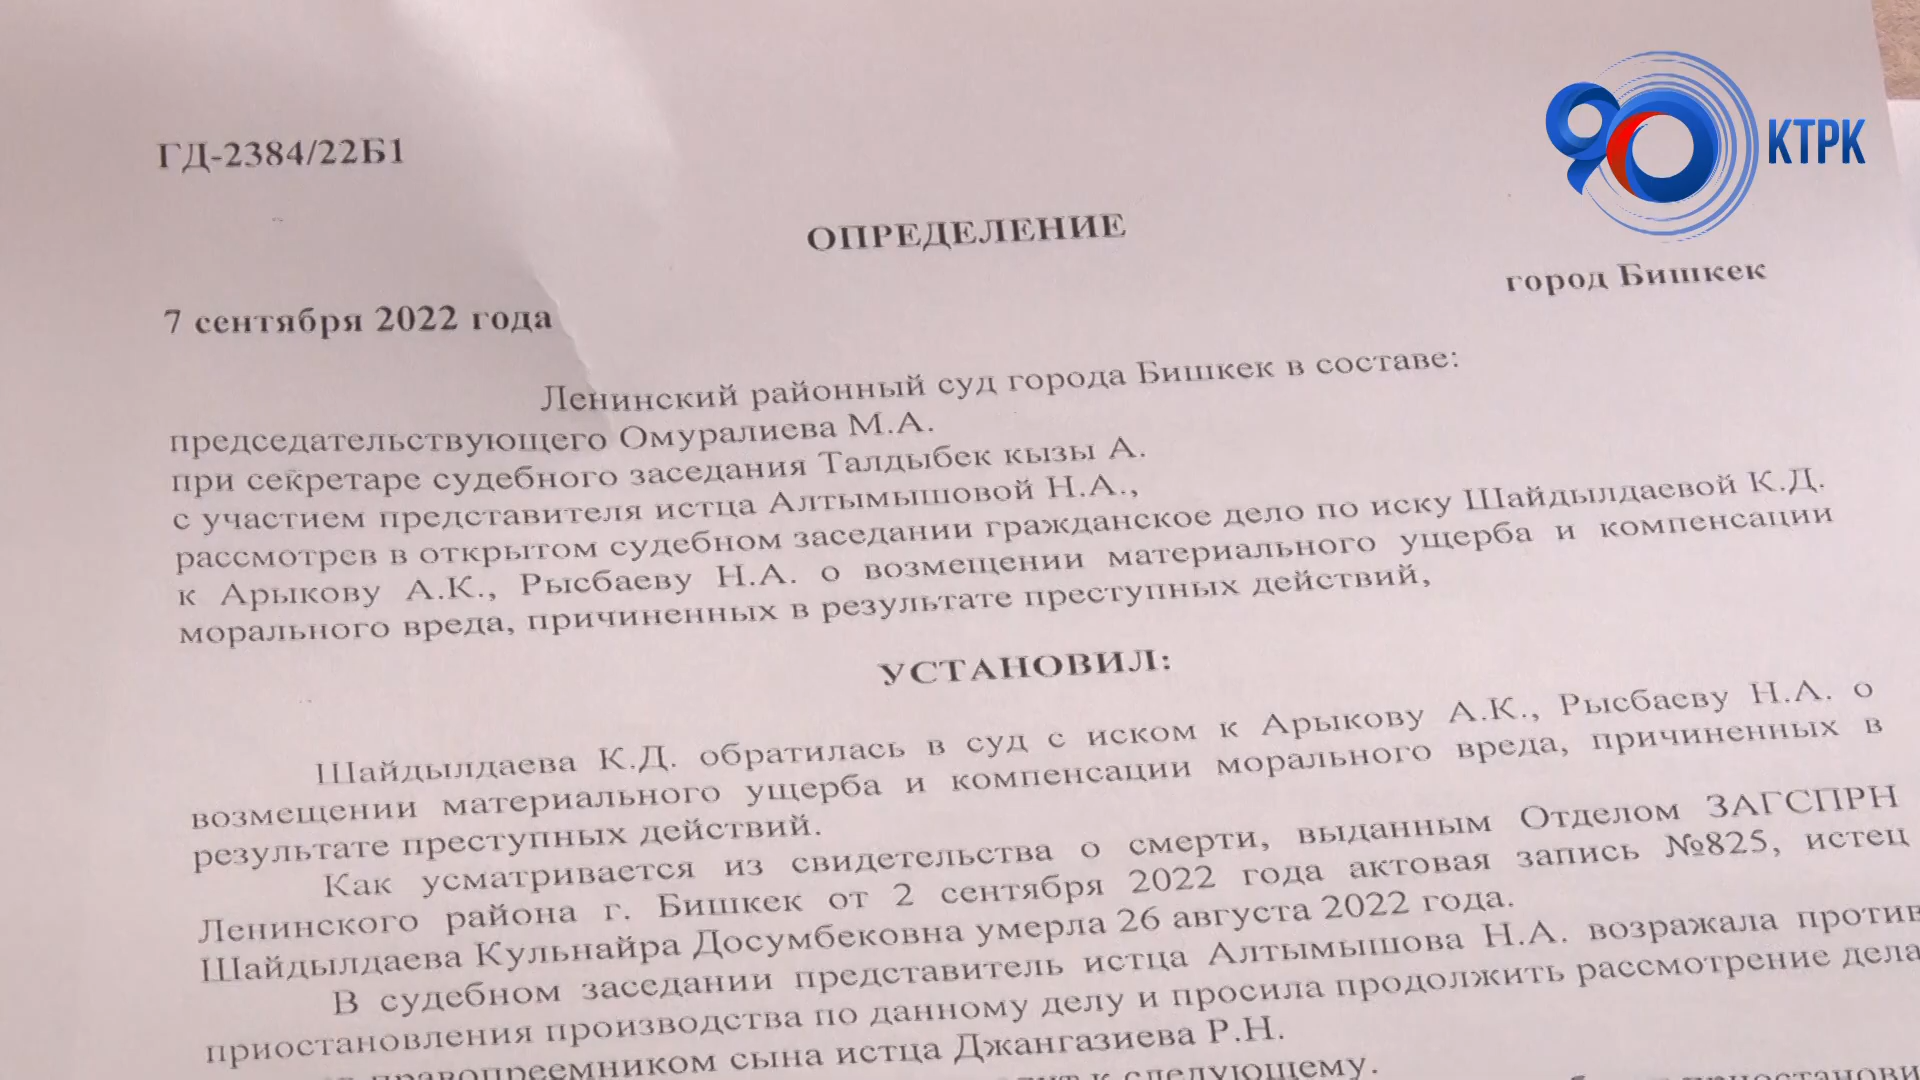 90 КТРК
ГД-2384/22Б1
ОПРЕДЕЛЕНИЕ
7 сентября 2022 года
город Бишкек
Ленинский районный суд города Бишкек в составе:
председательствующего Омуралиева М.А.
при секретаре судебного заседания Талдыбек кызы А.
с участием представителя истца Алтымышовой Н.А.,
рассмотрев в открытом судебном заседании гражданское дело по иску Шайдылдаевой К.Д.
к Арыкову А.К., Рысбаеву Н.А. о возмещении материального ущерба и компенсации
морального вреда, причиненных в результате преступных действий,
УСТАНОВИЛ:
Шайдылдаева К.Д. обратилась в суд с иском к Арыкову А.К., Рысбаеву Н.А. о
возмещении материального ущерба и компенсации морального вреда, причиненных в
результате преступных действий.
Как усматривается из свидетельства о смерти, выданным Отделом ЗАГСПРН
Ленинского района г. Бишкек от 2 сентября 2022 года актовая запись №825, истец
Шайдылдаева Кульнайра Досумбековна умерла 26 августа 2022 года.
В судебном заседании представитель истца Алтымышова Н.А. возражала против
приостановления производства по данному делу и просила продолжить рассмотрение дела
правопреемником сына истца Джангазиева Р.Н.
к следующему.